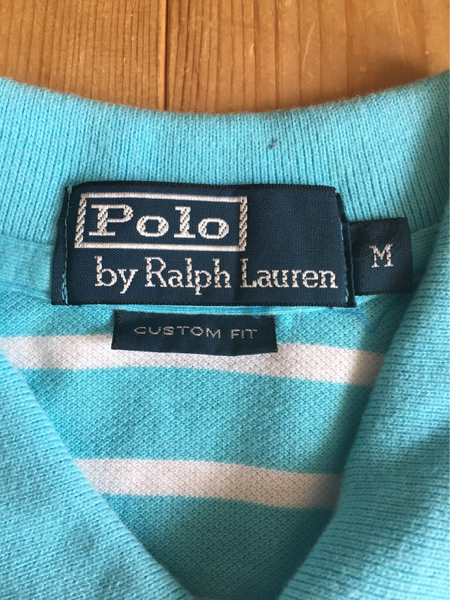 Polo
by Ralph Lauren
M
CUSTOM FIT